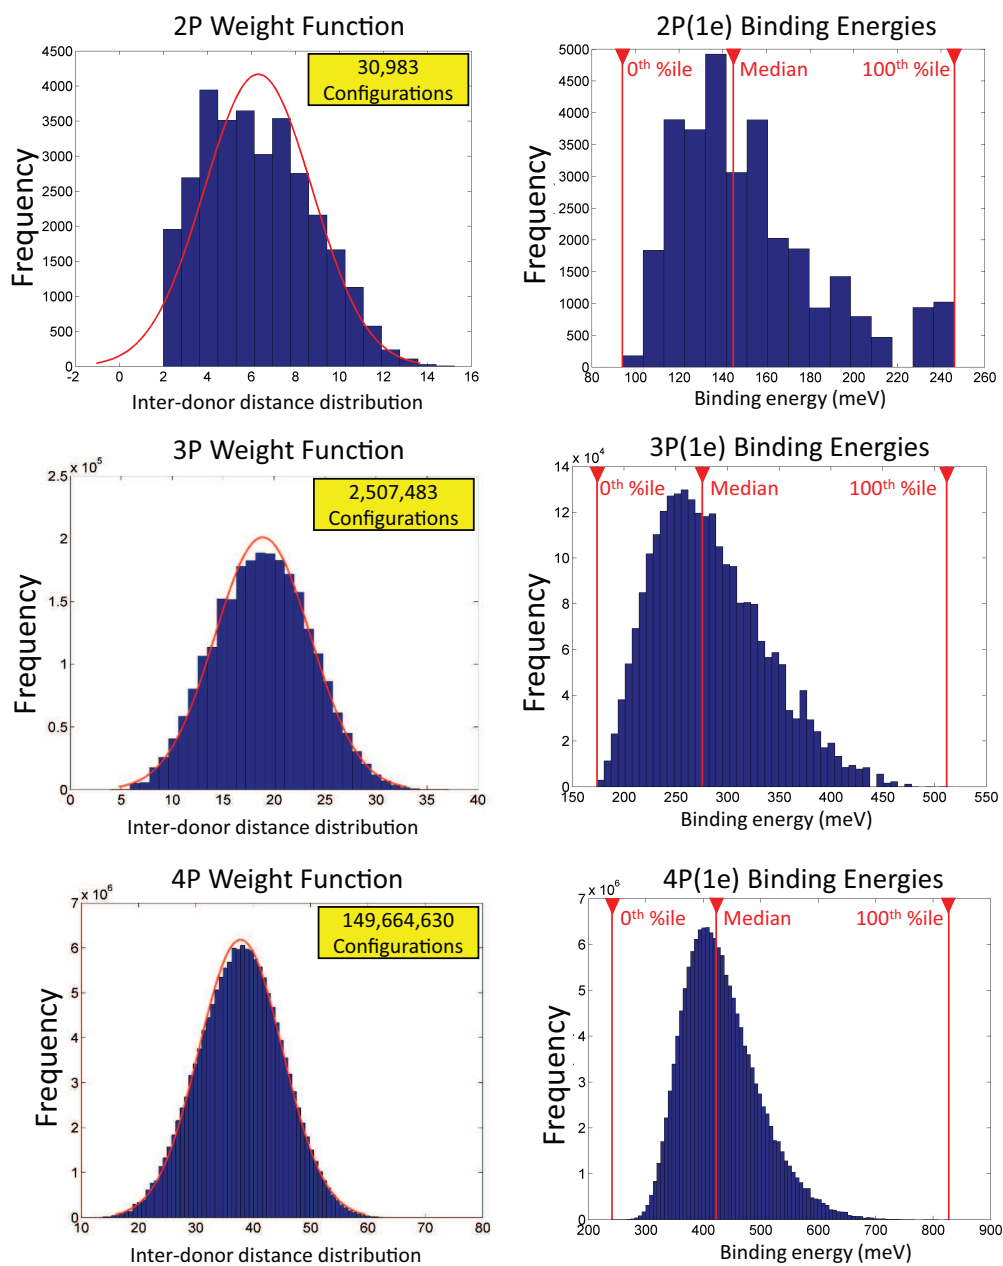 2P Weight Function
4500
4000
3500
3000
2500
2000
1500
1000
500
0
Frequency
30,983
Configurations
-2 0 2 4 6 8 10 12 14 16
Inter-donor distance distribution
2P(1e) Binding Energies
5000
4500
4000
3500
3000
2500
2000
1500
1000
500
0
Frequency
0th %ile
Median
100th %ile
80 100 120 140 160 180 200 220 240 260
Binding energy (meV)
3P Weight Function
x 10^5
2.5
2
1.5
1
0.5
0
Frequency
2,507,483
Configurations
0 5 10 15 20 25 30 35 40
Inter-donor distance distribution
3P(1e) Binding Energies
x 10^4
14
12
10
8
6
4
2
0
Frequency
0th %ile
Median
100th %ile
150 200 250 300 350 400 450 500 550
Binding energy (meV)
4P Weight Function
x 10^6
7
6
5
4
3
2
1
0
Frequency
149,664,630
Configurations
10 20 30 40 50 60 70 80
Inter-donor distance distribution
4P(1e) Binding Energies
x 10^6
7
6
5
4
3
2
1
0
Frequency
0th %ile
Median
100th %ile
200 300 400 500 600 700 800 900
Binding energy (meV)